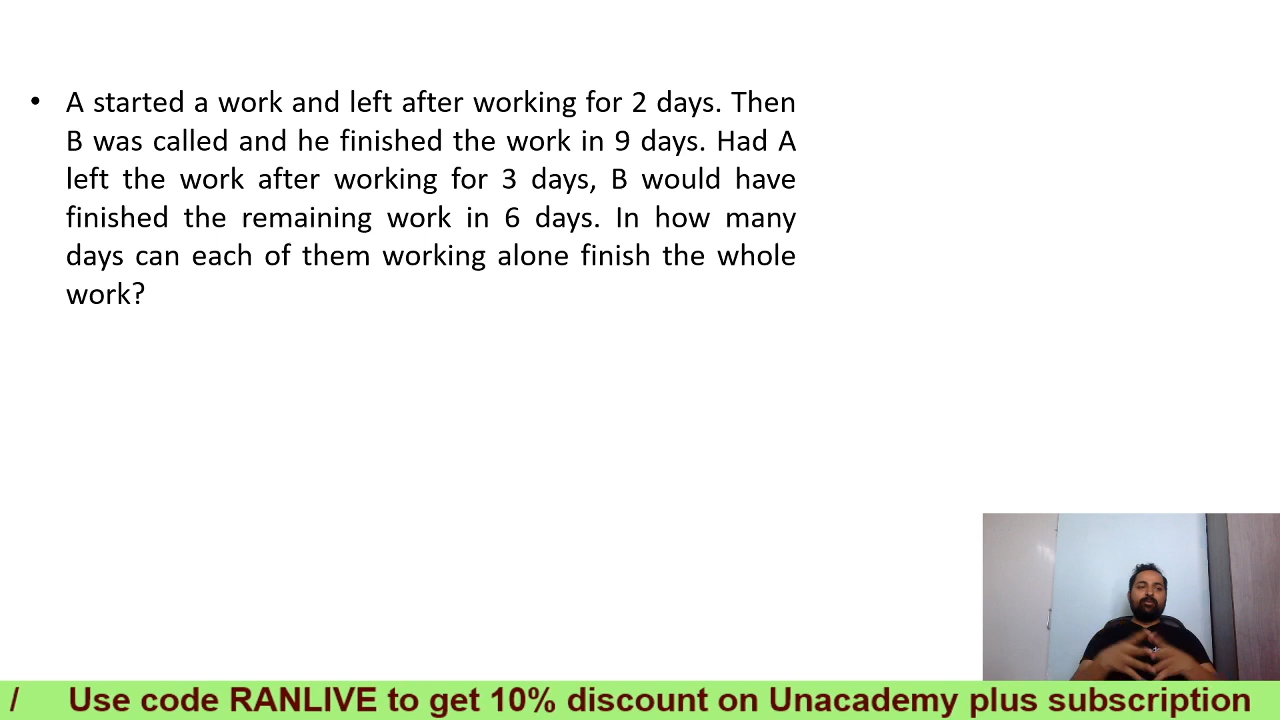 • A started a work and left after working for 2 days. Then
B was called and he finished the work in 9 days. Had A
left the work after working for 3 days, B would have
finished the remaining work in 6 days. In how many
days can each of them working alone finish the whole
work?
/ Use code RANLIVE to get 10% discount on Unacademy plus subscription